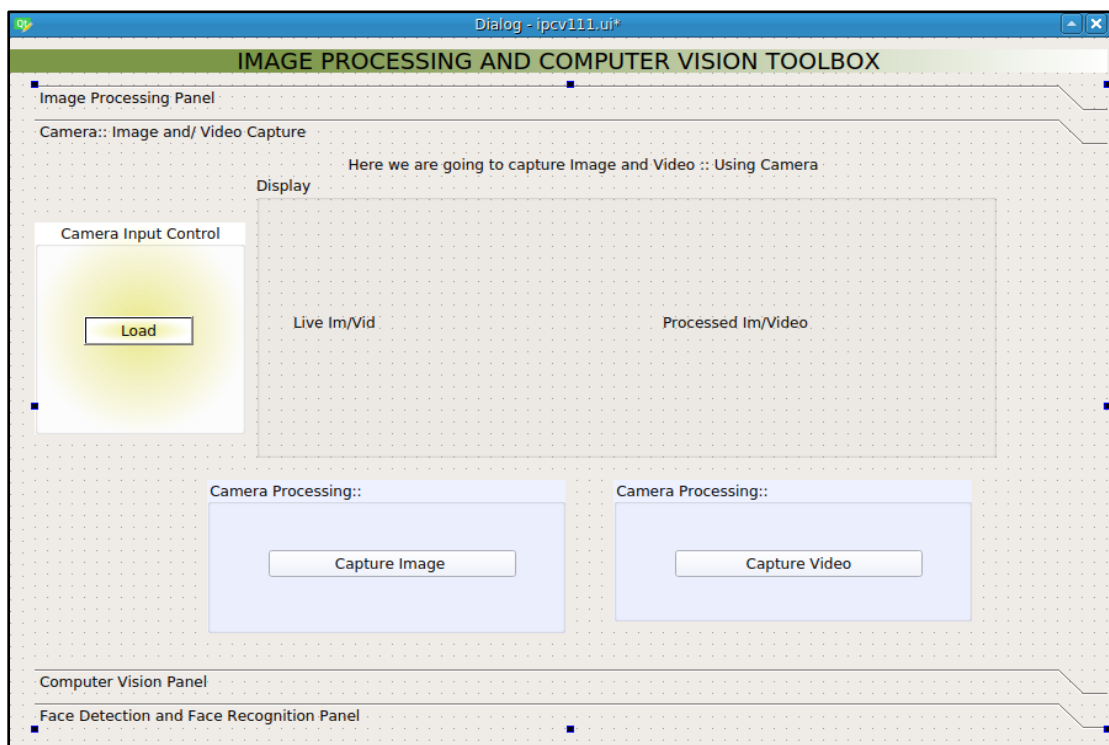 Qt
Dialog - ipcv111.ui*
IMAGE PROCESSING AND COMPUTER VISION TOOLBOX
Image Processing Panel
Camera:: Image and/ Video Capture
Here we are going to capture Image and Video :: Using Camera
Display
Camera Input Control
Load
Live Im/Vid
Processed Im/Video
Camera Processing::
Capture Image
Camera Processing::
Capture Video
Computer Vision Panel
Face Detection and Face Recognition Panel